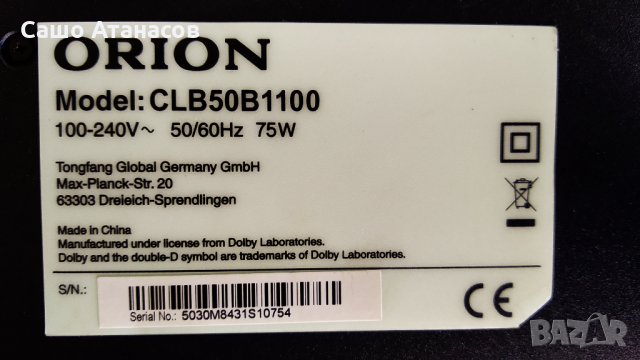 Сашо Атанасов
ORION
Model: CLB50B1100
100-240V~ 50/60Hz 75W
Tongfang Global Germany GmbH
Max-Planck-Str. 20
63303 Dreieich-Sprendlingen
Made in China
Manufactured under license from Dolby Laboratories.
Dolby and the double-D symbol are trademarks of Dolby Laboratories.
S/N.:
Serial No.: 5030M8431S10754
CE
BAZAR